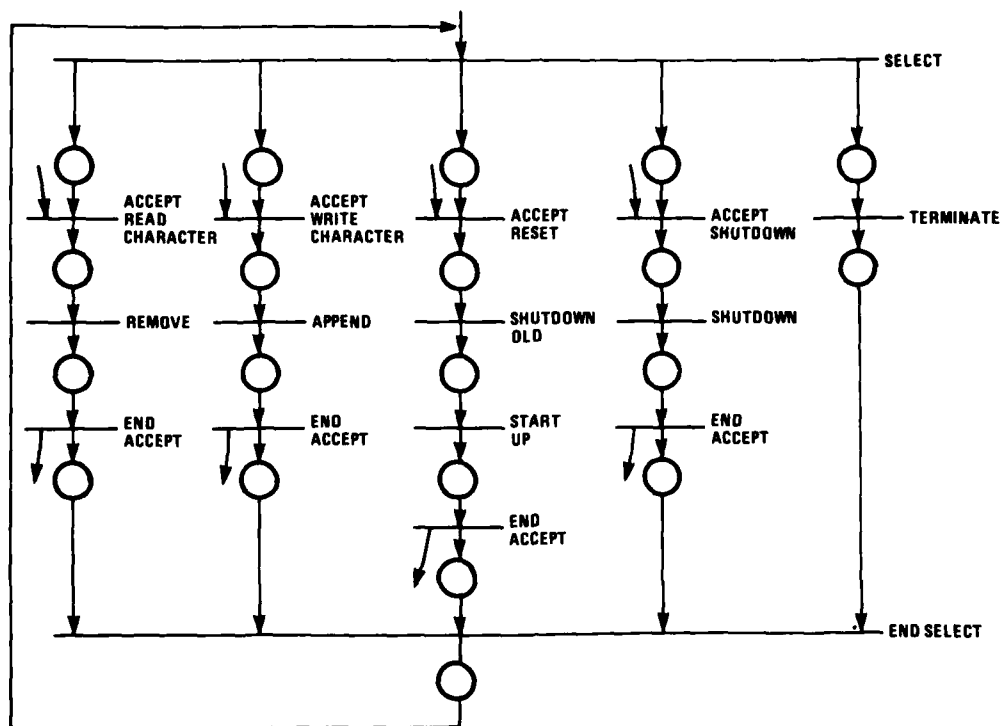 SELECT
ACCEPT
READ
CHARACTER
ACCEPT
WRITE
CHARACTER
ACCEPT
RESET
ACCEPT
SHUTDOWN
TERMINATE
REMOVE
APPEND
SHUTDOWN
OLD
SHUTDOWN
END
ACCEPT
END
ACCEPT
START
UP
END
ACCEPT
END
ACCEPT
END SELECT